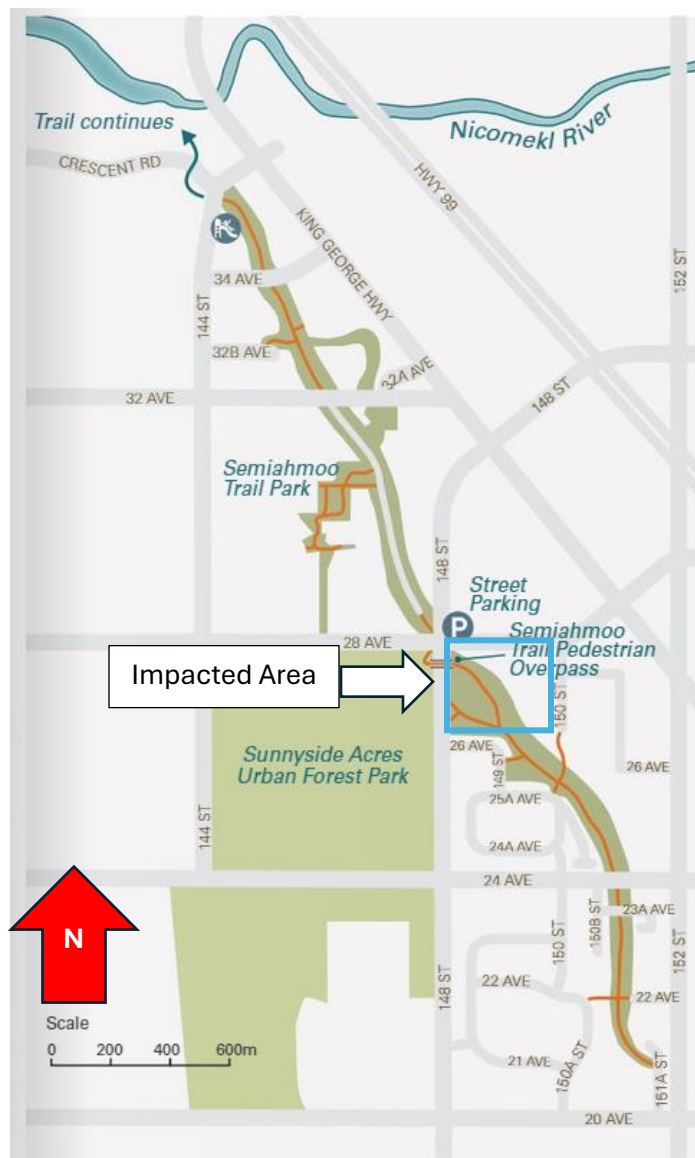 Trail continues
Nicomekl River
CRESCENT RD
HWY 99
KING GEORGE HWY
152 ST
34 AVE
144 ST
32B AVE
32A AVE
32 AVE
148 ST
Semiahmoo
Trail Park
148 ST
Street
Parking
P
28 AVE
Semiahmoo
Trail Pedestrian
Overpass
Impacted Area
150 ST
26 AVE
149 ST
26 AVE
Sunnyside Acres
Urban Forest Park
25A AVE
144 ST
24A AVE
24 AVE
N
23A AVE
150B ST
150 ST
152 ST
148 ST
22 AVE
22 AVE
Scale
0 200 400 600m
21 AVE
150A ST
151A ST
20 AVE